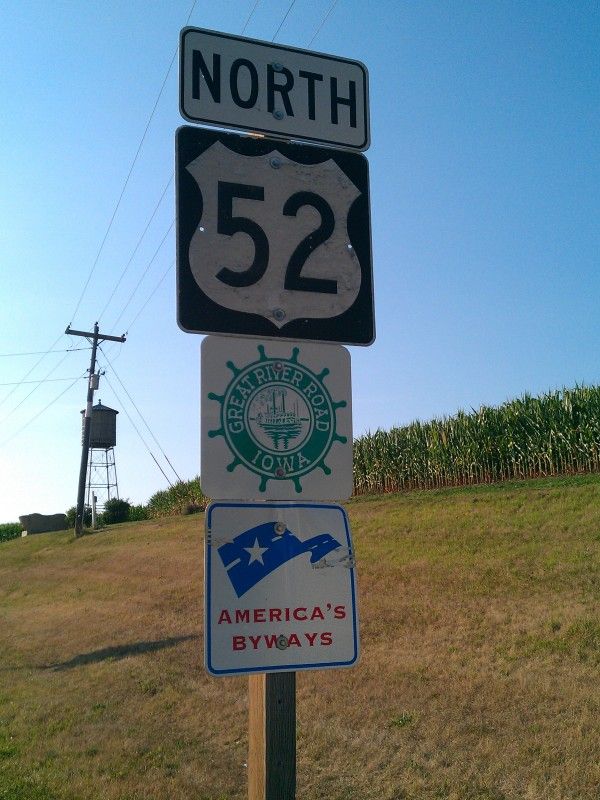 NORTH
52
GREAT RIVER ROAD
IOWA
AMERICA'S
BYWAYS